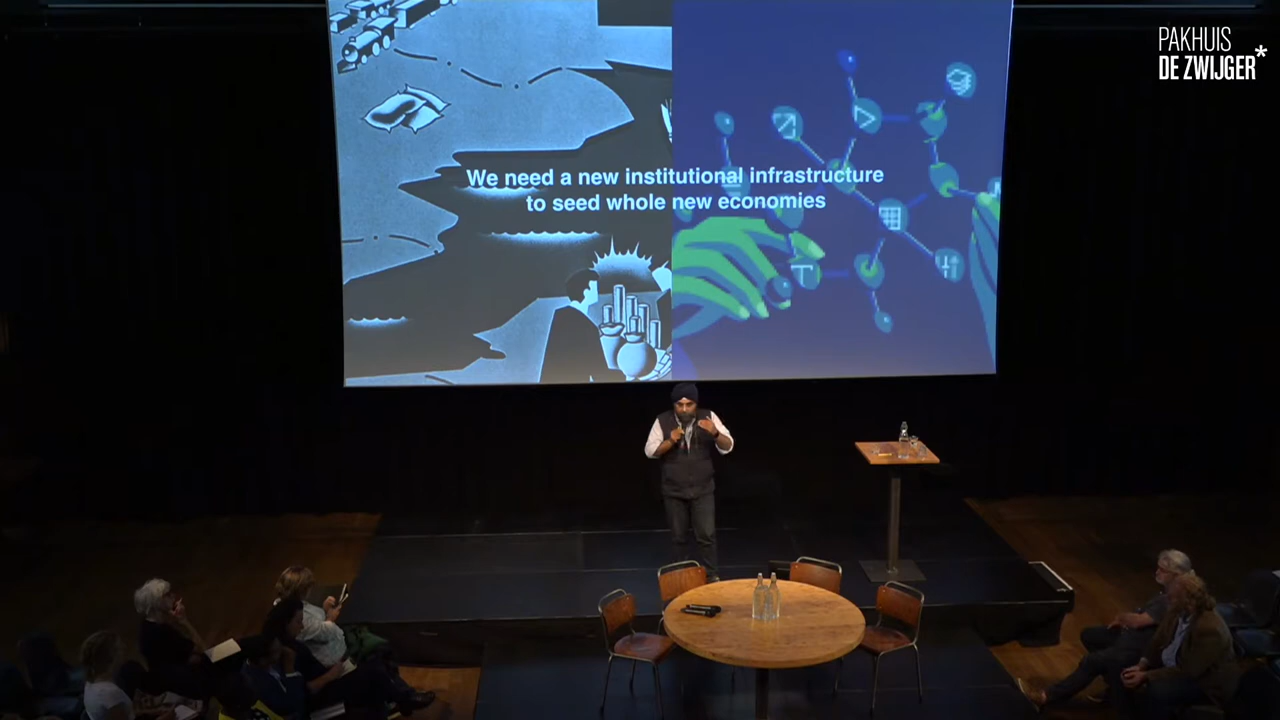 PAKHUIS
DE ZWIJGER*
We need a new institutional infrastructure
to seed whole new economies